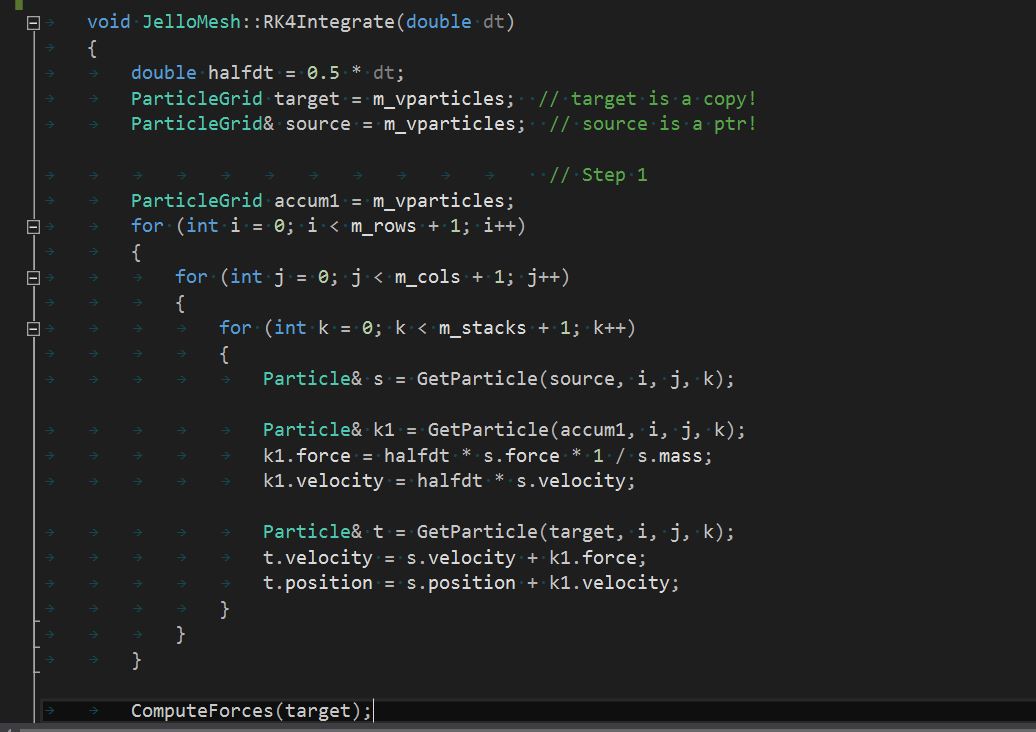 void JelloMesh::RK4Integrate(double dt)
{
double halfdt = 0.5 * dt;
ParticleGrid target = m_vparticles;  // target is a copy!
ParticleGrid& source = m_vparticles;  // source is a ptr!
// Step 1
ParticleGrid accum1 = m_vparticles;
for (int i = 0; i < m_rows + 1; i++)
{
for (int j = 0; j < m_cols + 1; j++)
{
for (int k = 0; k < m_stacks + 1; k++)
{
Particle& s = GetParticle(source, i, j, k);
Particle& k1 = GetParticle(accum1, i, j, k);
k1.force = halfdt * s.force * 1 / s.mass;
k1.velocity = halfdt * s.velocity;
Particle& t = GetParticle(target, i, j, k);
t.velocity = s.velocity + k1.force;
t.position = s.position + k1.velocity;
}
}
}
ComputeForces(target);